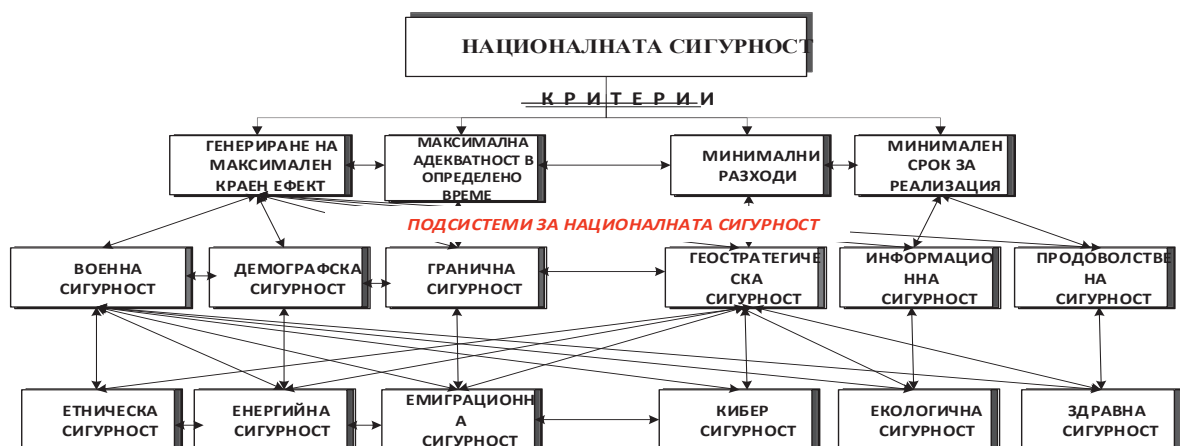 НАЦИОНАЛНАТА СИГУРНОСТ
КРИТЕРИИ
ГЕНЕРИРАНЕ НА
МАКСИМАЛЕН
КРАЕН ЕФЕКТ
МАКСИМАЛНА
АДЕКВАТНОСТ В
ОПРЕДЕЛЕНО
ВРЕМЕ
МИНИМАЛНИ
РАЗХОДИ
МИНИМАЛЕН
СРОК ЗА
РЕАЛИЗАЦИЯ
ПОДСИСТЕМИ ЗА НАЦИОНАЛНАТА СИГУРНОСТ
ВОЕННА
СИГУРНОСТ
ДЕМОГРАФСКА
СИГУРНОСТ
ГРАНИЧНА
СИГУРНОСТ
ГЕОСТРАТЕГИЧЕ
СКА
СИГУРНОСТ
ИНФОРМАЦИО
ННА
СИГУРНОСТ
ПРОДОВОЛСТВЕ
НА
СИГУРНОСТ
ЕТНИЧЕСКА
СИГУРНОСТ
ЕНЕРГИЙНА
СИГУРНОСТ
ЕМИГРАЦИОНН
А
СИГУРНОСТ
КИБЕР
СИГУРНОСТ
ЕКОЛОГИЧНА
СИГУРНОСТ
ЗДРАВНА
СИГУРНОСТ